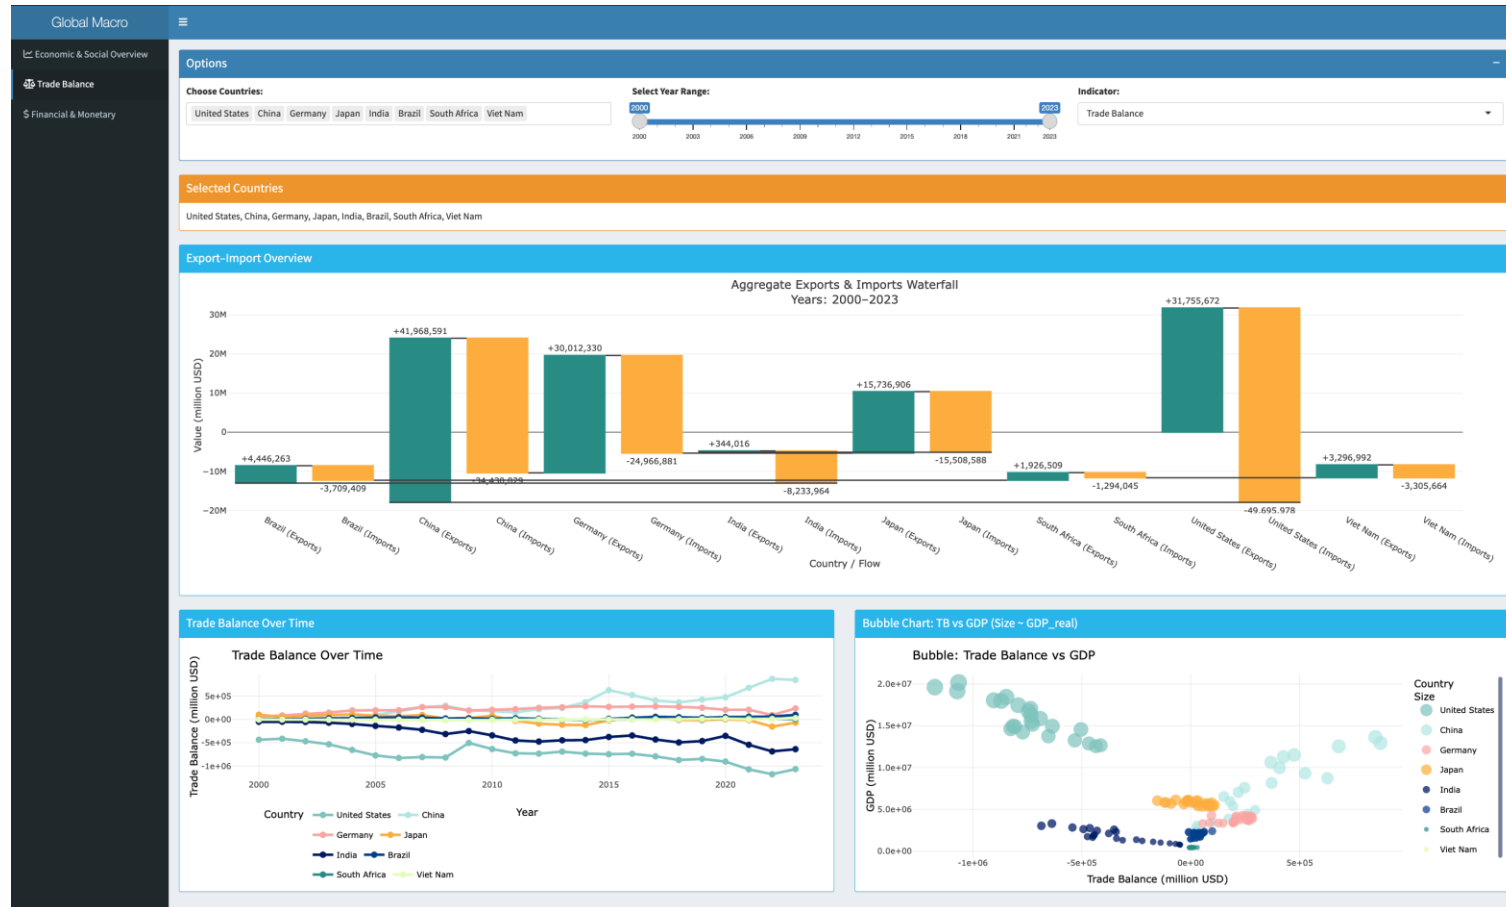 Global Macro
Economic & Social Overview
Trade Balance
$ Financial & Monetary
Options
Choose Countries:
United States China Germany Japan India Brazil South Africa Viet Nam
Select Year Range:
2000 2023
2000 2003 2006 2009 2012 2015 2018 2021 2023
Indicator:
Trade Balance
Selected Countries
United States, China, Germany, Japan, India, Brazil, South Africa, Viet Nam
Export–Import Overview
Aggregate Exports & Imports Waterfall
Years: 2000–2023
Value (million USD)
30M
20M
10M
0
−10M
−20M
+4,446,263
-3,709,409
+41,968,591
-34,430,029
+30,012,330
-24,966,881
+344,016
-8,233,964
+15,736,906
-15,508,588
+1,926,509
-1,294,045
+31,755,672
-49,695,978
+3,296,992
-3,305,664
Brazil (Exports)
Brazil (Imports)
China (Exports)
China (Imports)
Germany (Exports)
Germany (Imports)
India (Exports)
India (Imports)
Japan (Exports)
Japan (Imports)
South Africa (Exports)
South Africa (Imports)
United States (Exports)
United States (Imports)
Viet Nam (Exports)
Viet Nam (Imports)
Country / Flow
Trade Balance Over Time
Trade Balance Over Time
Trade Balance (million USD)
5e+05
0e+00
-5e+05
-1e+06
2000 2005 2010 2015 2020
Year
Country
United States China
Germany Japan
India Brazil
South Africa Viet Nam
Bubble Chart: TB vs GDP (Size ~ GDP_real)
Bubble: Trade Balance vs GDP
GDP (million USD)
2.0e+07
1.5e+07
1.0e+07
5.0e+06
0.0e+00
-1e+06 -5e+05 0e+00 5e+05
Trade Balance (million USD)
Country
Size
United States
China
Germany
Japan
India
Brazil
South Africa
Viet Nam